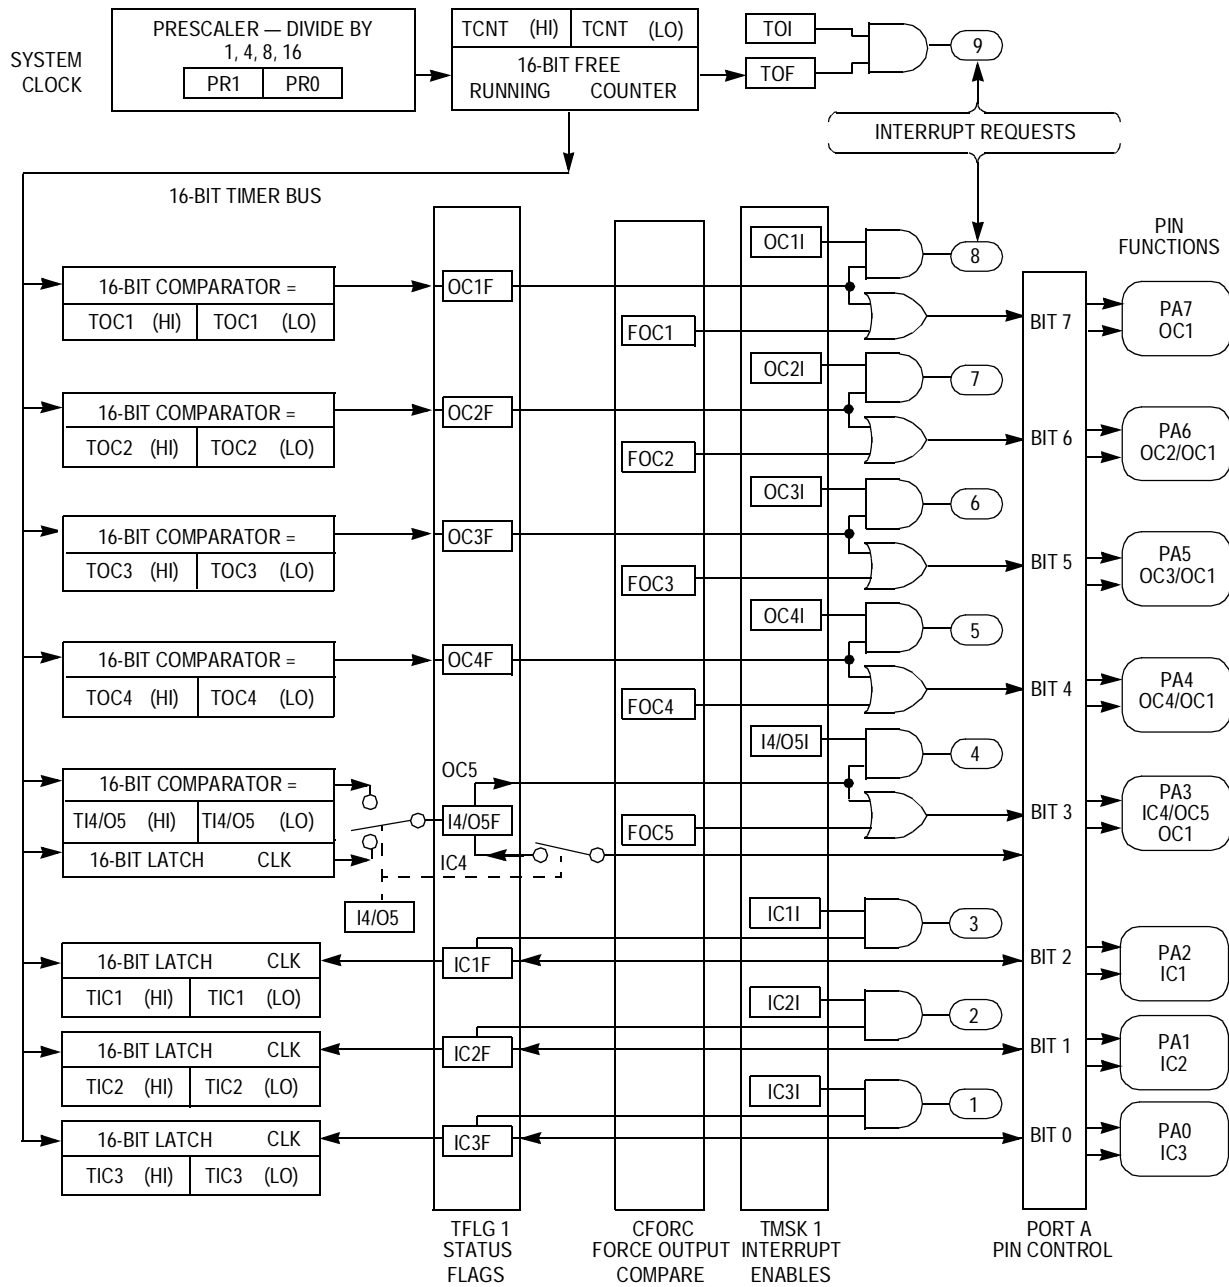 SYSTEM
CLOCK
PRESCALER — DIVIDE BY
1, 4, 8, 16
PR1 PR0
TCNT (HI) TCNT (LO)
16-BIT FREE
RUNNING COUNTER
TOI
TOF
9
INTERRUPT REQUESTS
16-BIT TIMER BUS
PIN
FUNCTIONS
OC1I
8
16-BIT COMPARATOR =
TOC1 (HI) TOC1 (LO)
OC1F
FOC1
BIT 7
PA7
OC1
OC2I
7
16-BIT COMPARATOR =
TOC2 (HI) TOC2 (LO)
OC2F
FOC2
BIT 6
PA6
OC2/OC1
OC3I
6
16-BIT COMPARATOR =
TOC3 (HI) TOC3 (LO)
OC3F
FOC3
BIT 5
PA5
OC3/OC1
OC4I
5
16-BIT COMPARATOR =
TOC4 (HI) TOC4 (LO)
OC4F
FOC4
BIT 4
PA4
OC4/OC1
I4/O5I
4
16-BIT COMPARATOR =
TI4/O5 (HI) TI4/O5 (LO)
16-BIT LATCH CLK
OC5
I4/O5F
IC4
I4/O5
FOC5
BIT 3
PA3
IC4/OC5
OC1
IC1I
3
16-BIT LATCH CLK
TIC1 (HI) TIC1 (LO)
IC1F
BIT 2
PA2
IC1
IC2I
2
16-BIT LATCH CLK
TIC2 (HI) TIC2 (LO)
IC2F
BIT 1
PA1
IC2
IC3I
1
16-BIT LATCH CLK
TIC3 (HI) TIC3 (LO)
IC3F
BIT 0
PA0
IC3
TFLG 1
STATUS
FLAGS
CFORC
FORCE OUTPUT
COMPARE
TMSK 1
INTERRUPT
ENABLES
PORT A
PIN CONTROL